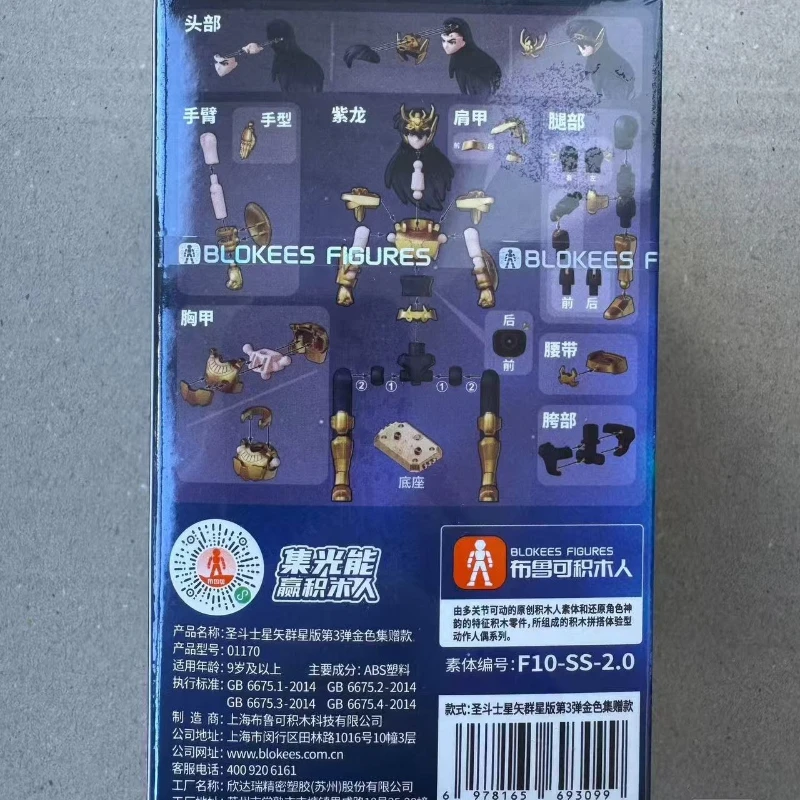 头部
手臂
手型
紫龙
肩甲
腿部
BLOKEES FIGURES
BLOKEES F
前 后
胸甲
后
前
腰带
② ① ① ②
胯部
底座
布鲁可
集光能
赢积木人
BLOKEES FIGURES
布鲁可积木人
由多关节可动的原创积木人素体和还原角色神
韵的特征积木零件,所组成的积木拼搭体验型
动作人偶系列。
素体编号:F10-SS-2.0
产品名称:圣斗士星矢群星版第3弹金色集赠款
产品型号:01170
适用年龄:9岁及以上 主要成分:ABS塑料
执行标准:GB 6675.1-2014 GB 6675.2-2014
GB 6675.3-2014 GB 6675.4-2014
制 造 商:上海布鲁可积木科技有限公司
公司地址:上海市闵行区田林路1016号10幢3层
公司网址:www.blokees.com
客服电话:400 920 6161
工厂名称:欣达瑞精密塑胶(苏州)股份有限公司
款式:圣斗士星矢群星版第3弹金色集赠款
6 978165 693099